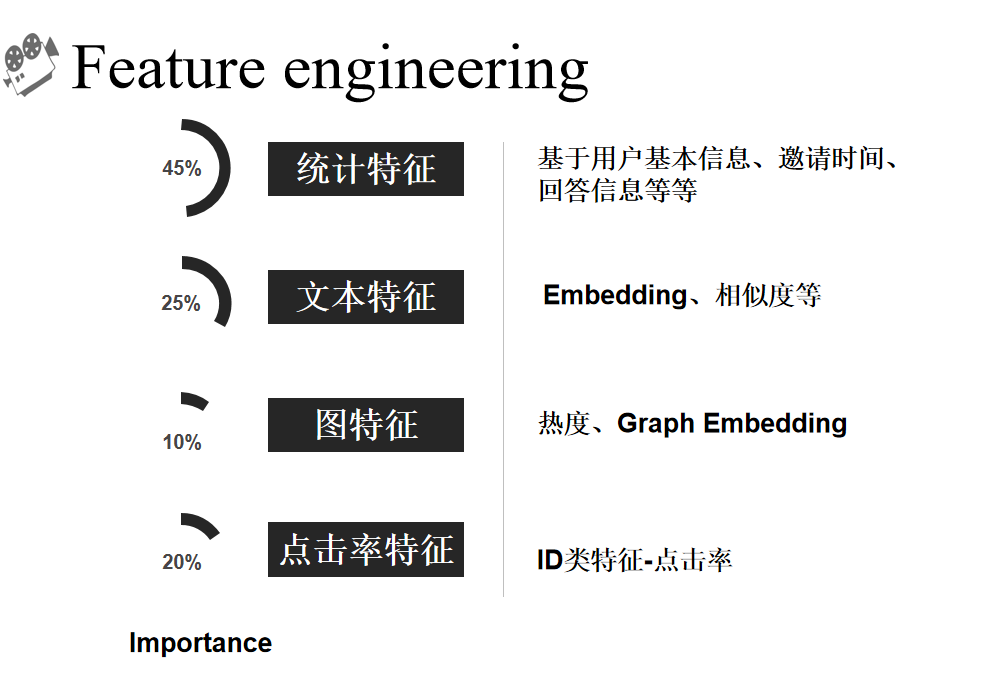 Feature engineering
45%
统计特征
基于用户基本信息、邀请时间、
回答信息等等
25%
文本特征
Embedding、相似度等
10%
图特征
热度、Graph Embedding
20%
点击率特征
ID类特征-点击率
Importance